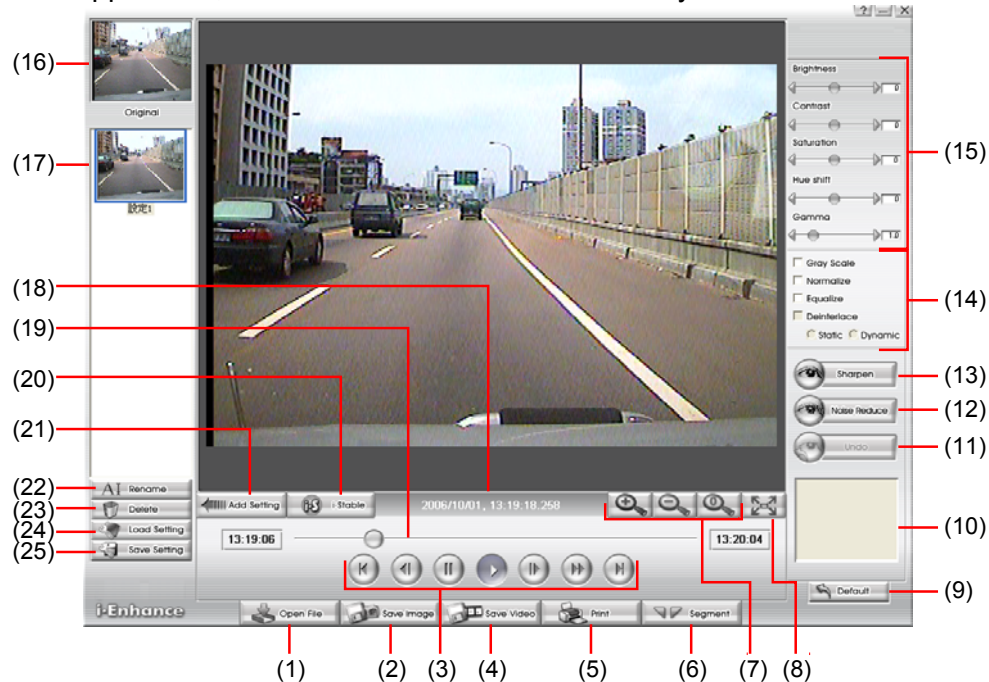 (16)
Original
(17)
設定1
(18)
(19)
(20)
(21)
(22)
(23)
(24)
(25)
AI Rename
Delete
Load Setting
Save Setting
Add Setting
i-Stable
2006/10/01, 13:19:18.258
13:19:06
13:20:04
i-Enhance
Open File
Save Image
Save Video
Print
Segment
? — X
Brightness
0
Contrast
0
Saturation
0
Hue shift
0
Gamma
1.0
Gray Scale
Normalize
Equalize
Deinterlace
Static
Dynamic
Sharpen
Noise Reduce
Undo
Default
(15)
(14)
(13)
(12)
(11)
(10)
(9)
(1)
(2)
(3)
(4)
(5)
(6)
(7)
(8)